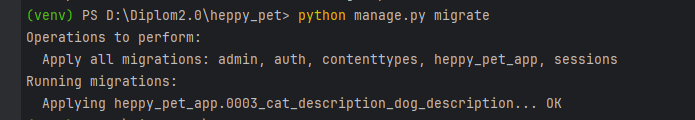 (venv) PS D:\Diplom2.0\heppy_pet> python manage.py migrate
Operations to perform:
  Apply all migrations: admin, auth, contenttypes, heppy_pet_app, sessions
Running migrations:
  Applying heppy_pet_app.0003_cat_description_dog_description... OK